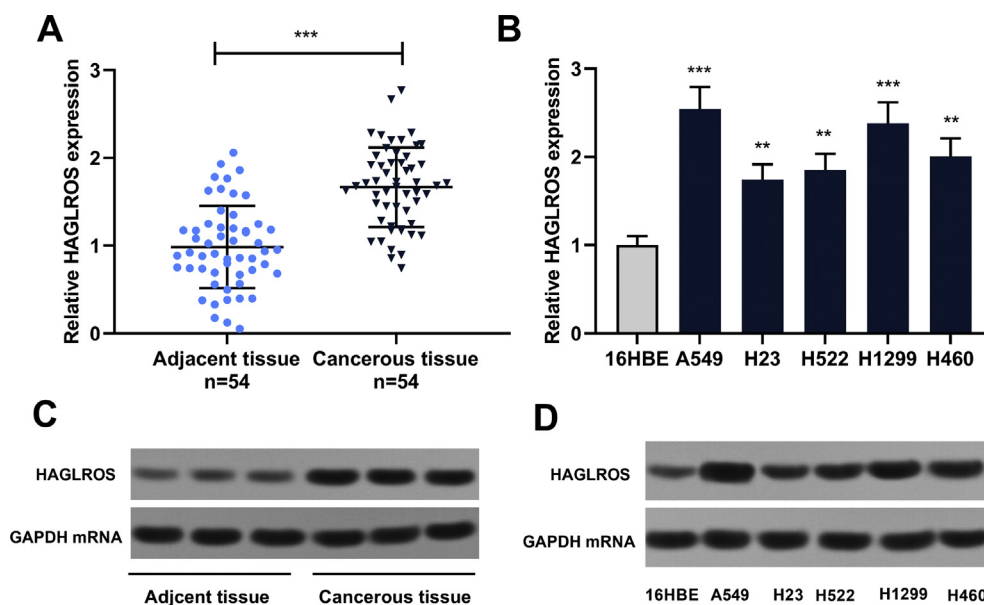 A
***
Relative HAGLROS expression
3
2
1
0
Adjacent tissue
n=54
Cancerous tissue
n=54
B
Relative HAGLROS expression
3
2
1
0
***
**
**
***
**
16HBE A549 H23 H522 H1299 H460
C
HAGLROS
GAPDH mRNA
Adjcent tissue Cancerous tissue
D
HAGLROS
GAPDH mRNA
16HBE A549 H23 H522 H1299 H460